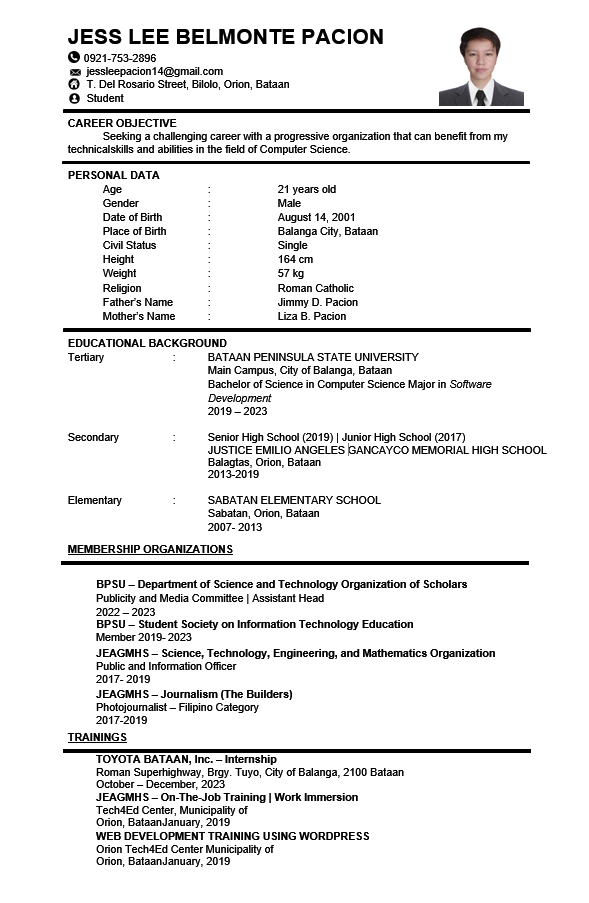 JESS LEE BELMONTE PACION
0921-753-2896
jessleepacion14@gmail.com
T. Del Rosario Street, Bilolo, Orion, Bataan
Student
CAREER OBJECTIVE
Seeking a challenging career with a progressive organization that can benefit from my
technicalskills and abilities in the field of Computer Science.
PERSONAL DATA
Age : 21 years old
Gender : Male
Date of Birth : August 14, 2001
Place of Birth : Balanga City, Bataan
Civil Status : Single
Height : 164 cm
Weight : 57 kg
Religion : Roman Catholic
Father's Name : Jimmy D. Pacion
Mother's Name : Liza B. Pacion
EDUCATIONAL BACKGROUND
Tertiary : BATAAN PENINSULA STATE UNIVERSITY
Main Campus, City of Balanga, Bataan
Bachelor of Science in Computer Science Major in Software
Development
2019 – 2023
Secondary : Senior High School (2019) | Junior High School (2017)
JUSTICE EMILIO ANGELES GANCAYCO MEMORIAL HIGH SCHOOL
Balagtas, Orion, Bataan
2013-2019
Elementary : SABATAN ELEMENTARY SCHOOL
Sabatan, Orion, Bataan
2007- 2013
MEMBERSHIP ORGANIZATIONS
BPSU – Department of Science and Technology Organization of Scholars
Publicity and Media Committee | Assistant Head
2022 – 2023
BPSU – Student Society on Information Technology Education
Member 2019- 2023
JEAGMHS – Science, Technology, Engineering, and Mathematics Organization
Public and Information Officer
2017- 2019
JEAGMHS – Journalism (The Builders)
Photojournalist – Filipino Category
2017-2019
TRAININGS
TOYOTA BATAAN, Inc. – Internship
Roman Superhighway, Brgy. Tuyo, City of Balanga, 2100 Bataan
October – December, 2023
JEAGMHS – On-The-Job Training | Work Immersion
Tech4Ed Center, Municipality of
Orion, BataanJanuary, 2019
WEB DEVELOPMENT TRAINING USING WORDPRESS
Orion Tech4Ed Center Municipality of
Orion, BataanJanuary, 2019